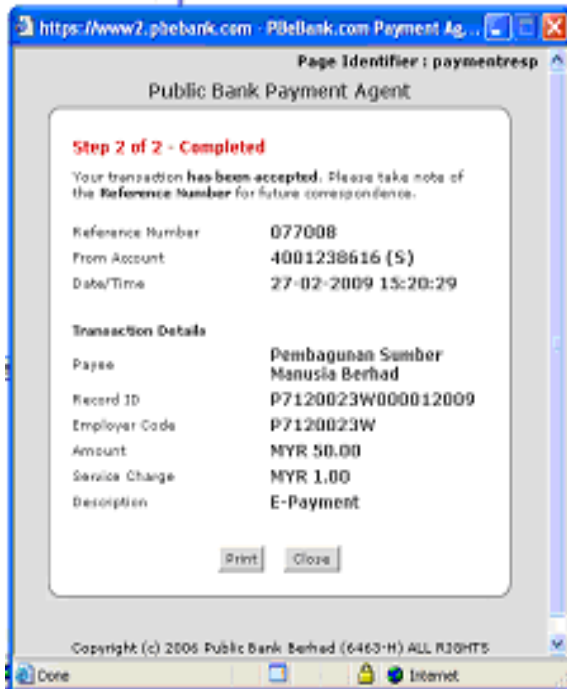 https://www2.pbebank.com - PBeBank.com Payment Ag...
Page Identifier : paymentresp
Public Bank Payment Agent
Step 2 of 2 - Completed
Your transaction has been accepted. Please take note of
the Reference Number for future correspondence.
Reference Number 077008
From Account 4001238616 (S)
Date/Time 27-02-2009 15:20:29
Transaction Details
Payee Pembagunan Sumber
Manusia Berhad
Record ID P7120023W000012009
Employer Code P7120023W
Amount MYR 50.00
Service Charge MYR 1.00
Description E-Payment
Print Close
Copyright (c) 2006 Public Bank Berhad (6463-H) ALL RIGHTS
Done Internet